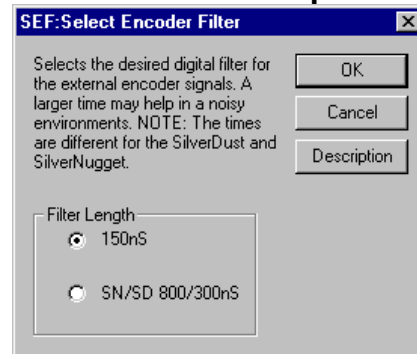 SEF:Select Encoder Filter
Selects the desired digital filter for
the external encoder signals. A
larger time may help in a noisy
environments. NOTE: The times
are different for the SilverDust and
SilverNugget.
OK
Cancel
Description
Filter Length
150nS
SN/SD 800/300nS